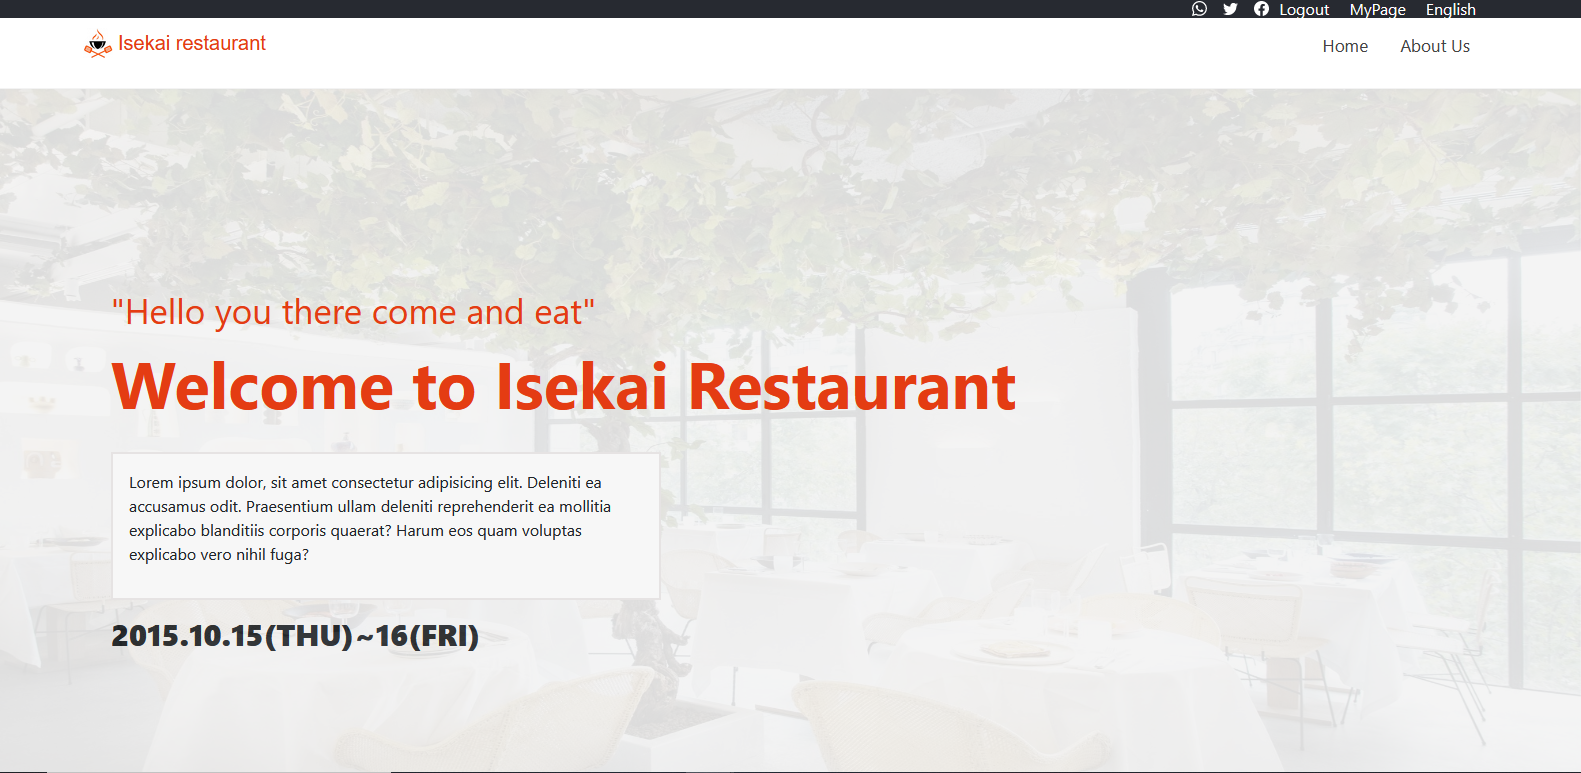 Logout MyPage English
Isekai restaurant
Home About Us
"Hello you there come and eat"
Welcome to Isekai Restaurant
Lorem ipsum dolor, sit amet consectetur adipisicing elit. Deleniti ea
accusamus odit. Praesentium ullam deleniti reprehenderit ea mollitia
explicabo blanditiis corporis quaerat? Harum eos quam voluptas
explicabo vero nihil fuga?
2015.10.15(THU)~16(FRI)